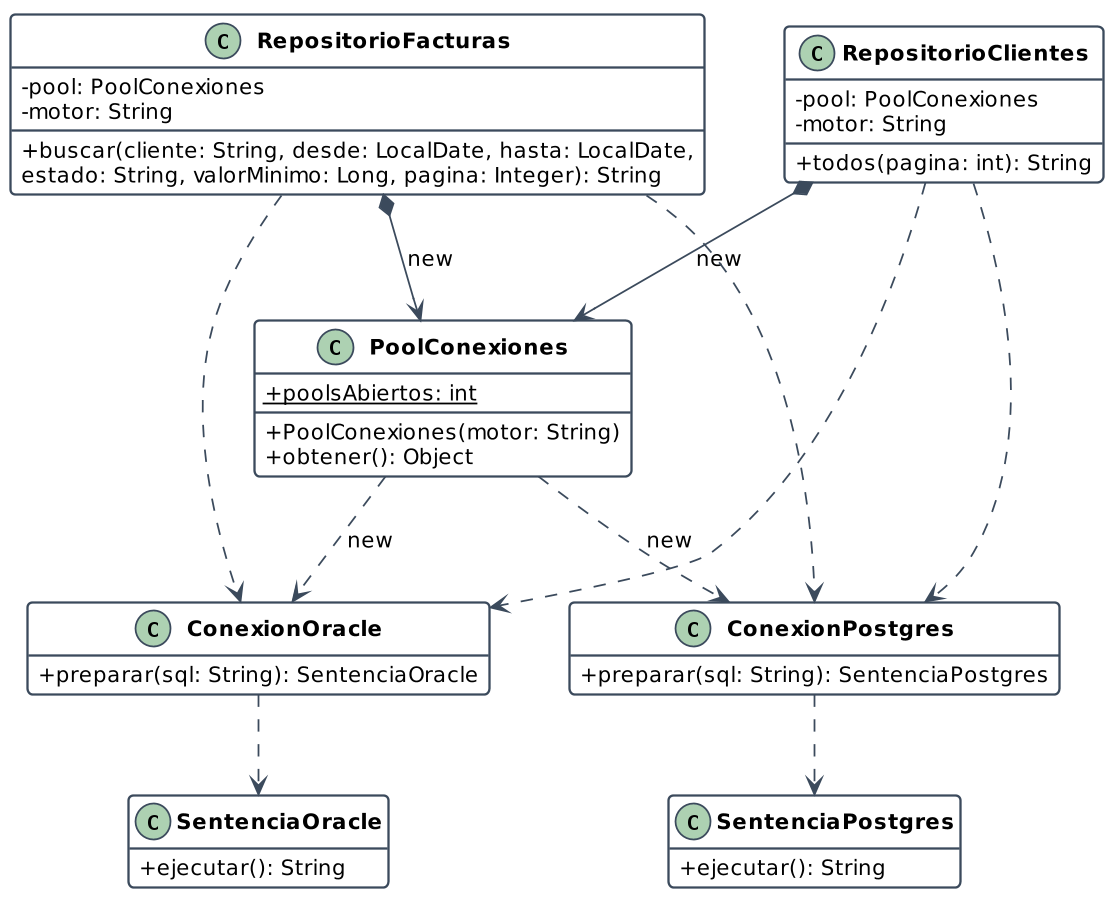 C RepositorioFacturas
-pool: PoolConexiones
-motor: String
+buscar(cliente: String, desde: LocalDate, hasta: LocalDate,
estado: String, valorMinimo: Long, pagina: Integer): String
C RepositorioClientes
-pool: PoolConexiones
-motor: String
+todos(pagina: int): String
new
new
C PoolConexiones
+poolsAbiertos: int
+PoolConexiones(motor: String)
+obtener(): Object
new
new
C ConexionOracle
+preparar(sql: String): SentenciaOracle
C ConexionPostgres
+preparar(sql: String): SentenciaPostgres
C SentenciaOracle
+ejecutar(): String
C SentenciaPostgres
+ejecutar(): String